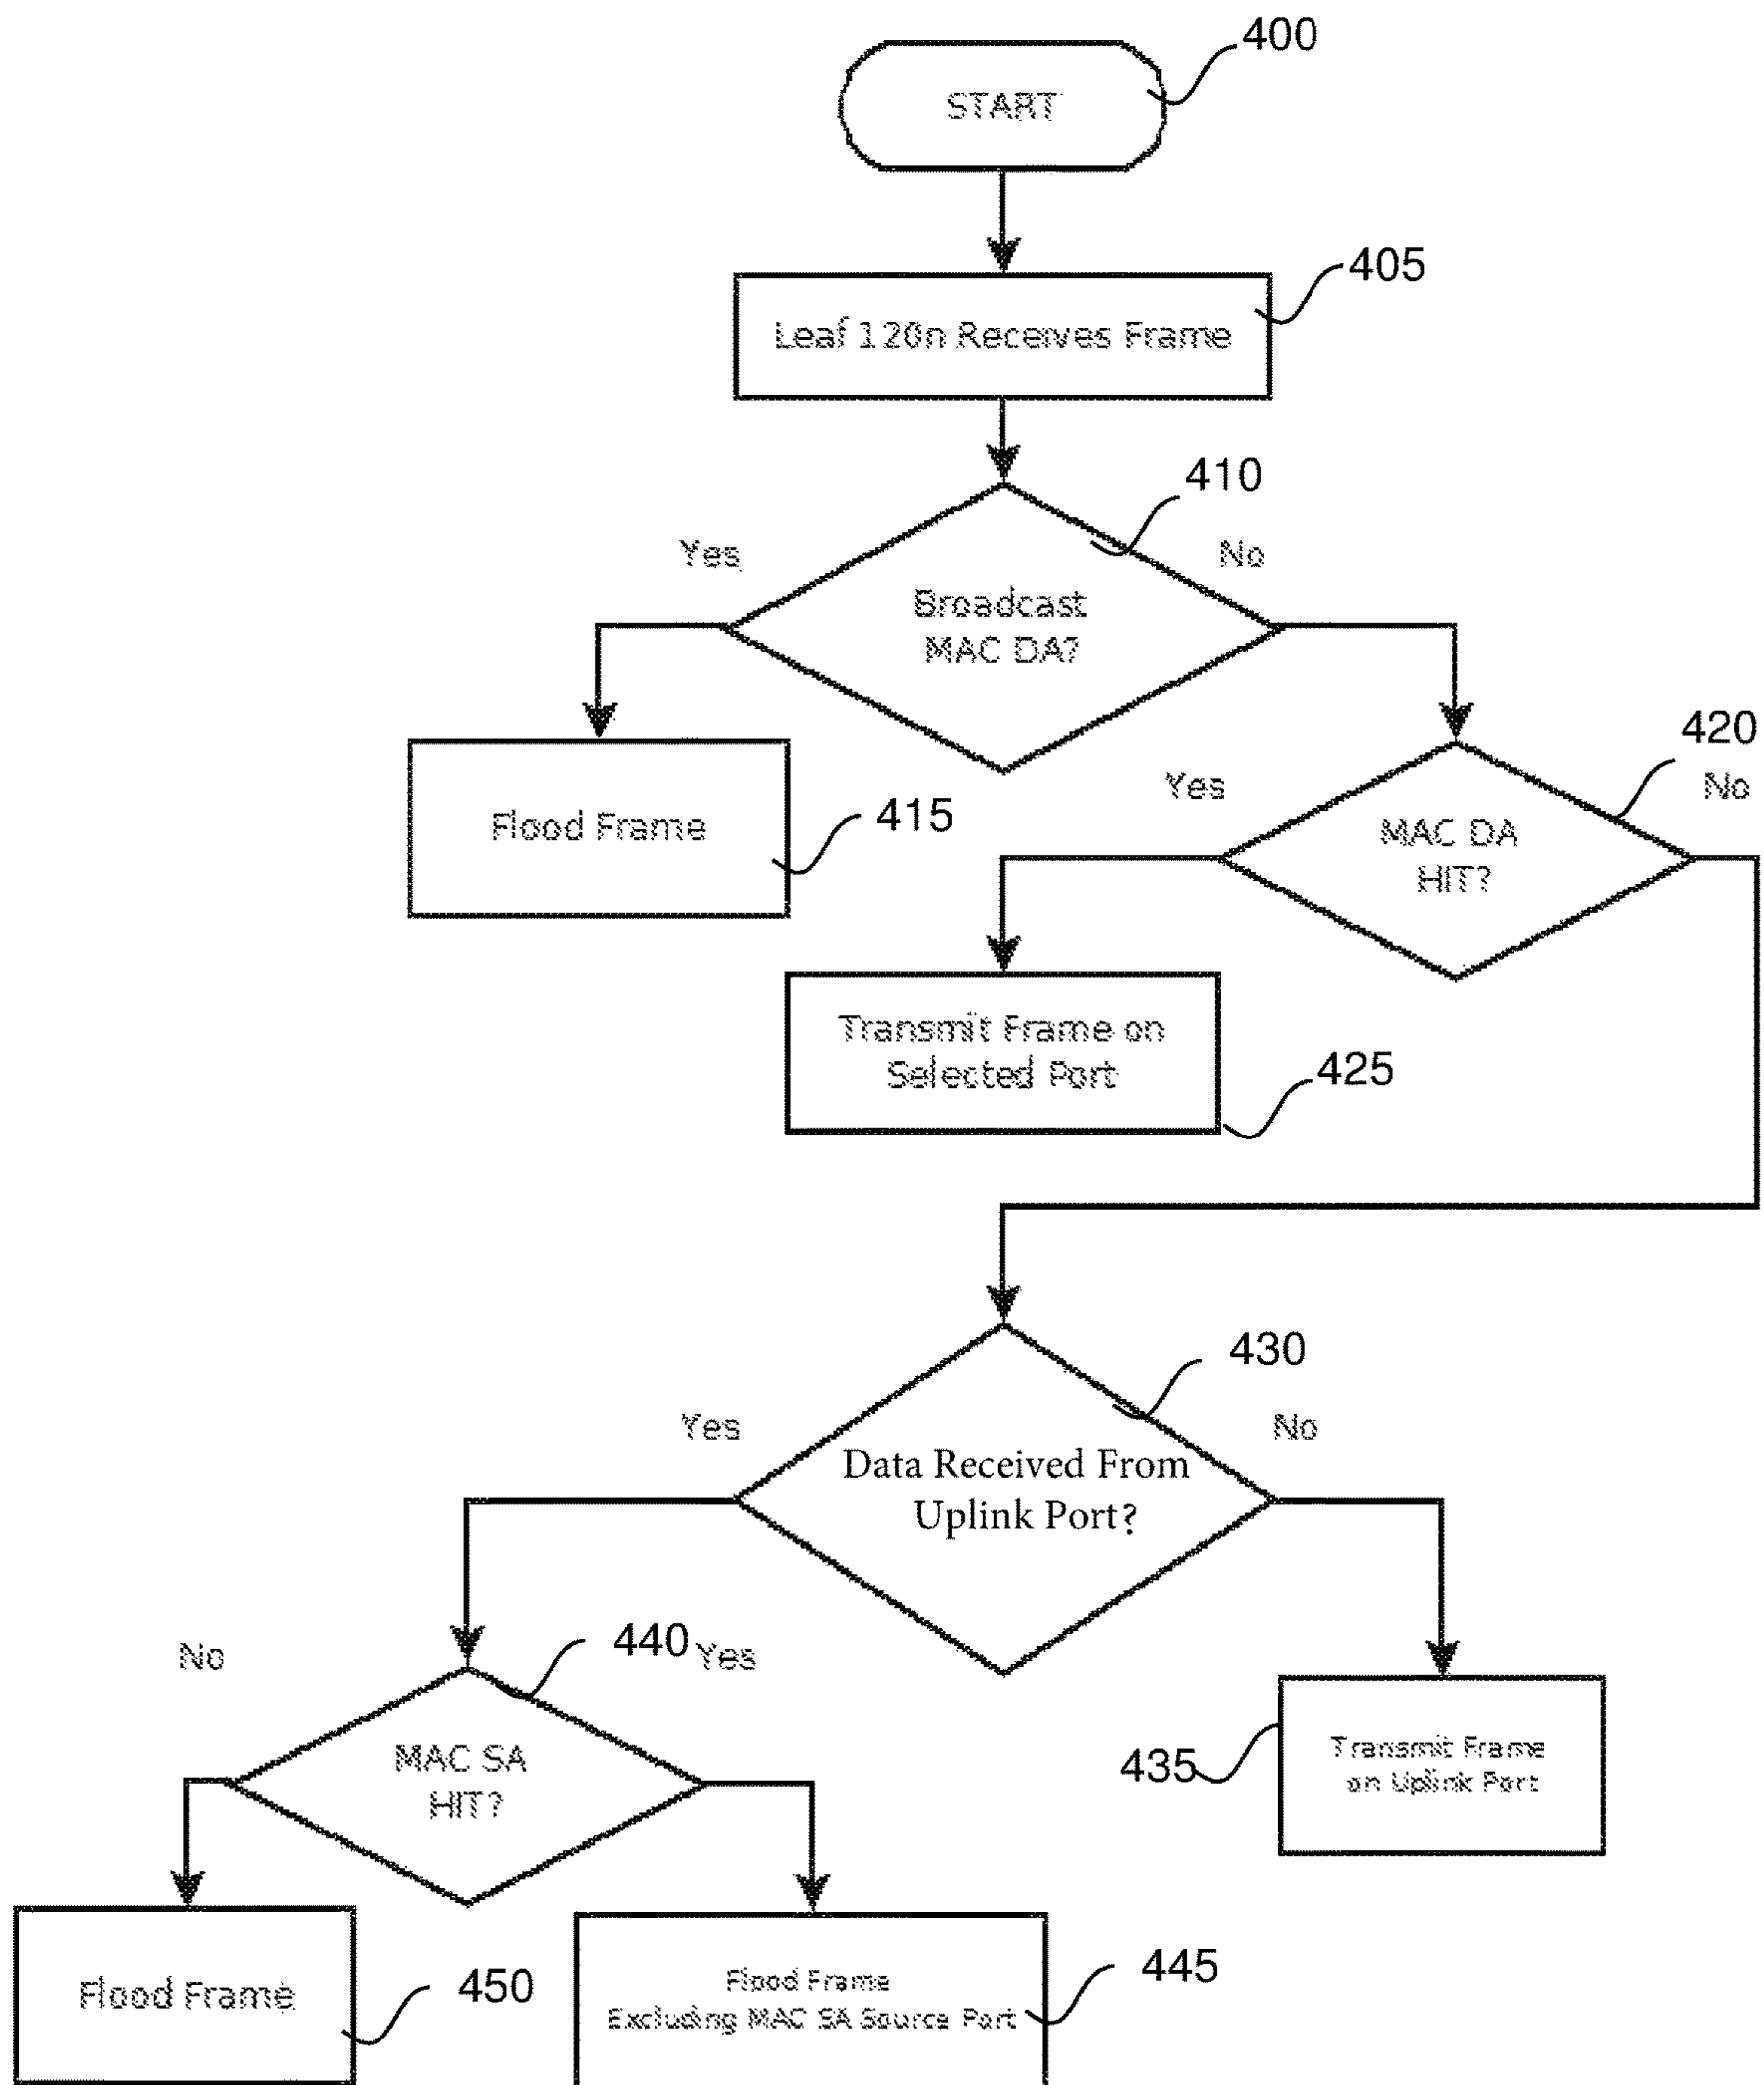 400
START
405
Leaf 120n Receives Frame
410
Yes
No
Broadcast
MAC DA?
420
Yes
No
Flood Frame
415
MAC DA
HIT?
Transmit Frame on
Selected Port
425
430
Yes
No
Data Received From
Uplink Port?
No
440
Yes
MAC SA
HIT?
435
Transmit Frame
on Uplink Port
Flood Frame
450
Flood Frame
Excluding MAC SA Source Port
445